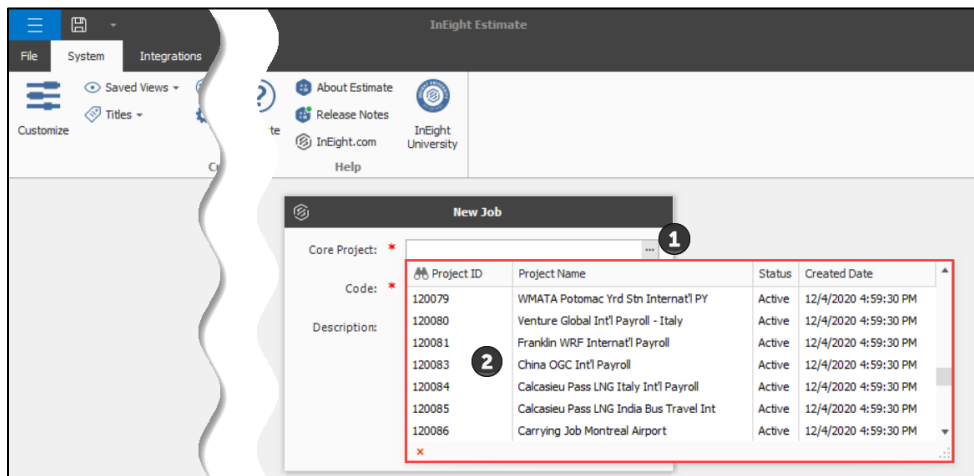 InEight Estimate
File System Integrations
Saved Views
Titles
Customize
About Estimate
Release Notes
InEight.com
te
InEight
University
Help
New Job
Core Project: * ... 1
Code: *
Description:
Project ID Project Name Status Created Date
120079 WMATA Potomac Yrd Stn Internat'l PY Active 12/4/2020 4:59:30 PM
120080 Venture Global Int'l Payroll - Italy Active 12/4/2020 4:59:30 PM
120081 Franklin WRF Internat'l Payroll Active 12/4/2020 4:59:30 PM
120083 2 China OGC Int'l Payroll Active 12/4/2020 4:59:30 PM
120084 Calcasieu Pass LNG Italy Int'l Payroll Active 12/4/2020 4:59:30 PM
120085 Calcasieu Pass LNG India Bus Travel Int Active 12/4/2020 4:59:30 PM
120086 Carrying Job Montreal Airport Active 12/4/2020 4:59:30 PM